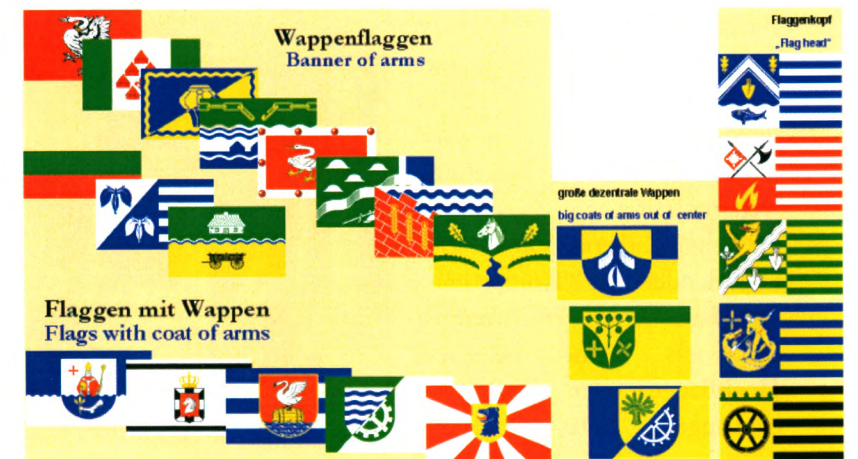 Wappenflaggen
Banner of arms
Flaggenkopf
„Flag head“
große dezentrale Wappen
big coats of arms out of center
Flaggen mit Wappen
Flags with coat of arms